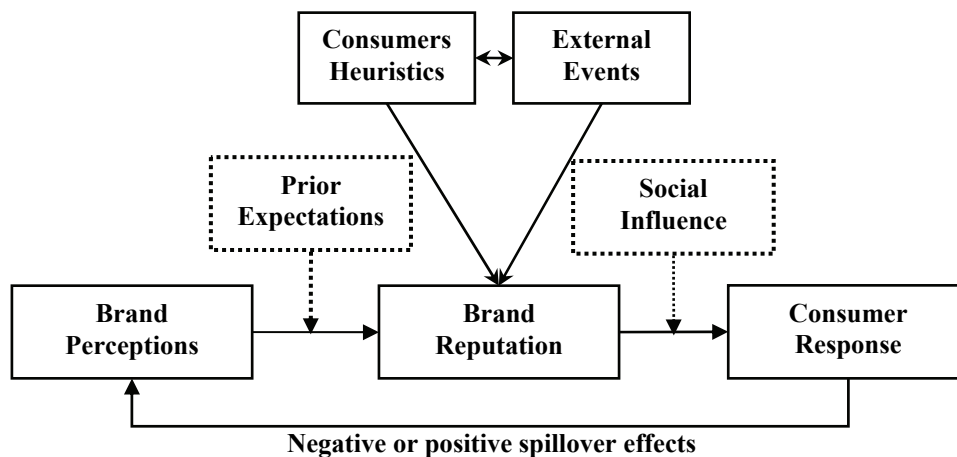 Consumers
Heuristics
External
Events
Prior
Expectations
Social
Influence
Brand
Perceptions
Brand
Reputation
Consumer
Response
Negative or positive spillover effects